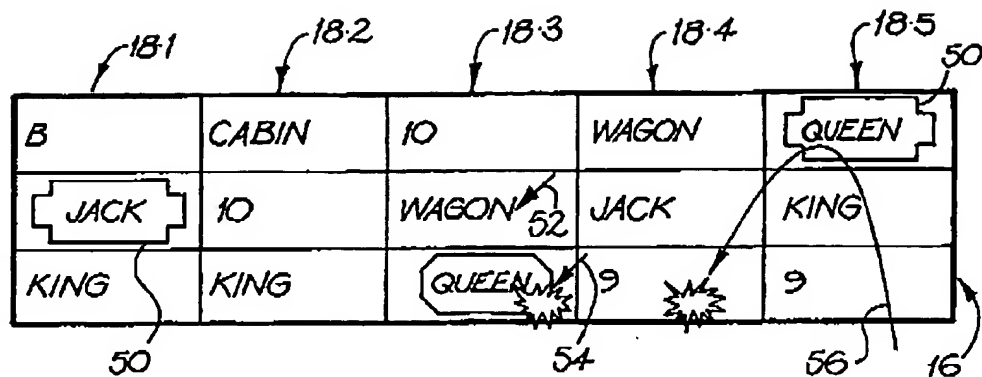 18·1 18·2 18·3 18·4 18·5
50
B CABIN 10 WAGON QUEEN
JACK 10 WAGON 52 JACK KING
KING KING QUEEN 9 9
50 54 56 16